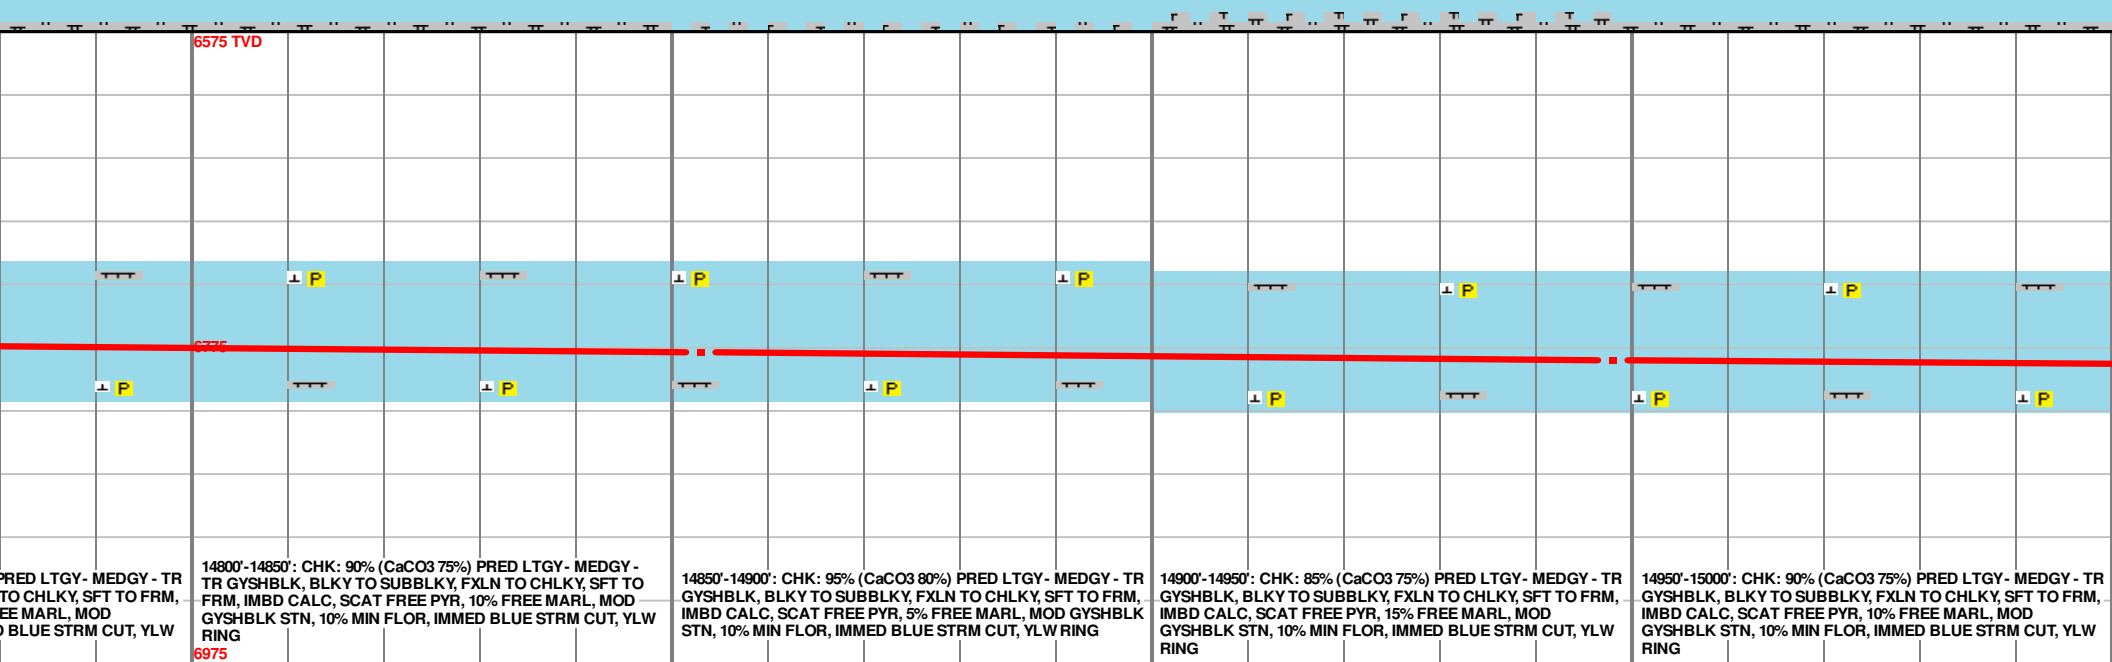 6575 TVD
P
P
P
P
P
6775
P
P
P
P
P
P
PRED LTGY- MEDGY - TR
TO CHLKY, SFT TO FRM,
EE MARL, MOD
D BLUE STRM CUT, YLW
14800'-14850': CHK: 90% (CaCO3 75%) PRED LTGY- MEDGY -
TR GYSHBLK, BLKY TO SUBBLKY, FXLN TO CHLKY, SFT TO
FRM, IMBD CALC, SCAT FREE PYR, 10% FREE MARL, MOD
GYSHBLK STN, 10% MIN FLOR, IMMED BLUE STRM CUT, YLW
RING
14850'-14900': CHK: 95% (CaCO3 80%) PRED LTGY- MEDGY - TR
GYSHBLK, BLKY TO SUBBLKY, FXLN TO CHLKY, SFT TO FRM,
IMBD CALC, SCAT FREE PYR, 5% FREE MARL, MOD GYSHBLK
STN, 10% MIN FLOR, IMMED BLUE STRM CUT, YLW RING
14900'-14950': CHK: 85% (CaCO3 75%) PRED LTGY- MEDGY - TR
GYSHBLK, BLKY TO SUBBLKY, FXLN TO CHLKY, SFT TO FRM,
IMBD CALC, SCAT FREE PYR, 15% FREE MARL, MOD
GYSHBLK STN, 10% MIN FLOR, IMMED BLUE STRM CUT, YLW
RING
14950'-15000': CHK: 90% (CaCO3 75%) PRED LTGY- MEDGY - TR
GYSHBLK, BLKY TO SUBBLKY, FXLN TO CHLKY, SFT TO FRM,
IMBD CALC, SCAT FREE PYR, 10% FREE MARL, MOD
GYSHBLK STN, 10% MIN FLOR, IMMED BLUE STRM CUT, YLW
RING
6975